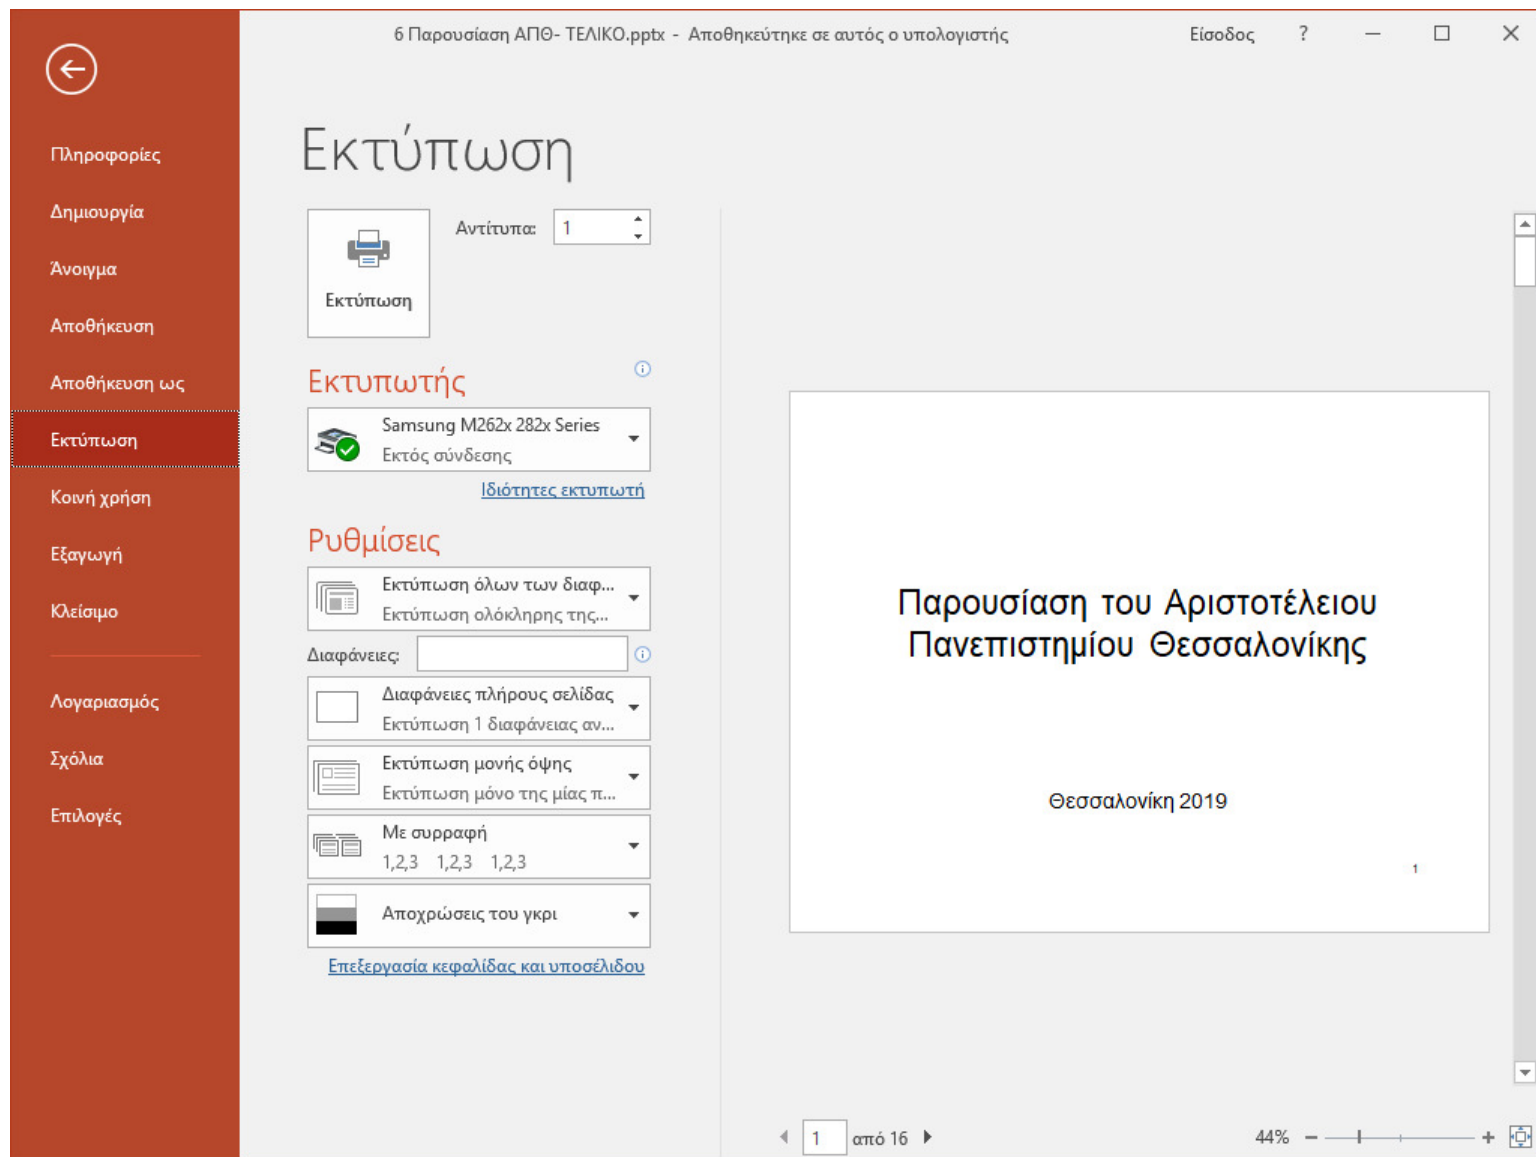 6 Παρουσίαση ΑΠΘ- ΤΕΛΙΚΟ.pptx - Αποθηκεύτηκε σε αυτός ο υπολογιστής
Είσοδος ?
Πληροφορίες
Δημιουργία
Άνοιγμα
Αποθήκευση
Αποθήκευση ως
Εκτύπωση
Κοινή χρήση
Εξαγωγή
Κλείσιμο
Λογαριασμός
Σχόλια
Επιλογές
Εκτύπωση
Αντίτυπα: 1
Εκτύπωση
Εκτυπωτής
Samsung M262x 282x Series
Εκτός σύνδεσης
Ιδιότητες εκτυπωτή
Ρυθμίσεις
Εκτύπωση όλων των διαφ...
Εκτύπωση ολόκληρης της...
Διαφάνειες:
Διαφάνειες πλήρους σελίδας
Εκτύπωση 1 διαφάνειας αν...
Εκτύπωση μονής όψης
Εκτύπωση μόνο της μίας π...
Με συρραφή
1,2,3 1,2,3 1,2,3
Αποχρώσεις του γκρι
Επεξεργασία κεφαλίδας και υποσέλιδου
Παρουσίαση του Αριστοτέλειου
Πανεπιστημίου Θεσσαλονίκης
Θεσσαλονίκη 2019
1
1 από 16
44%